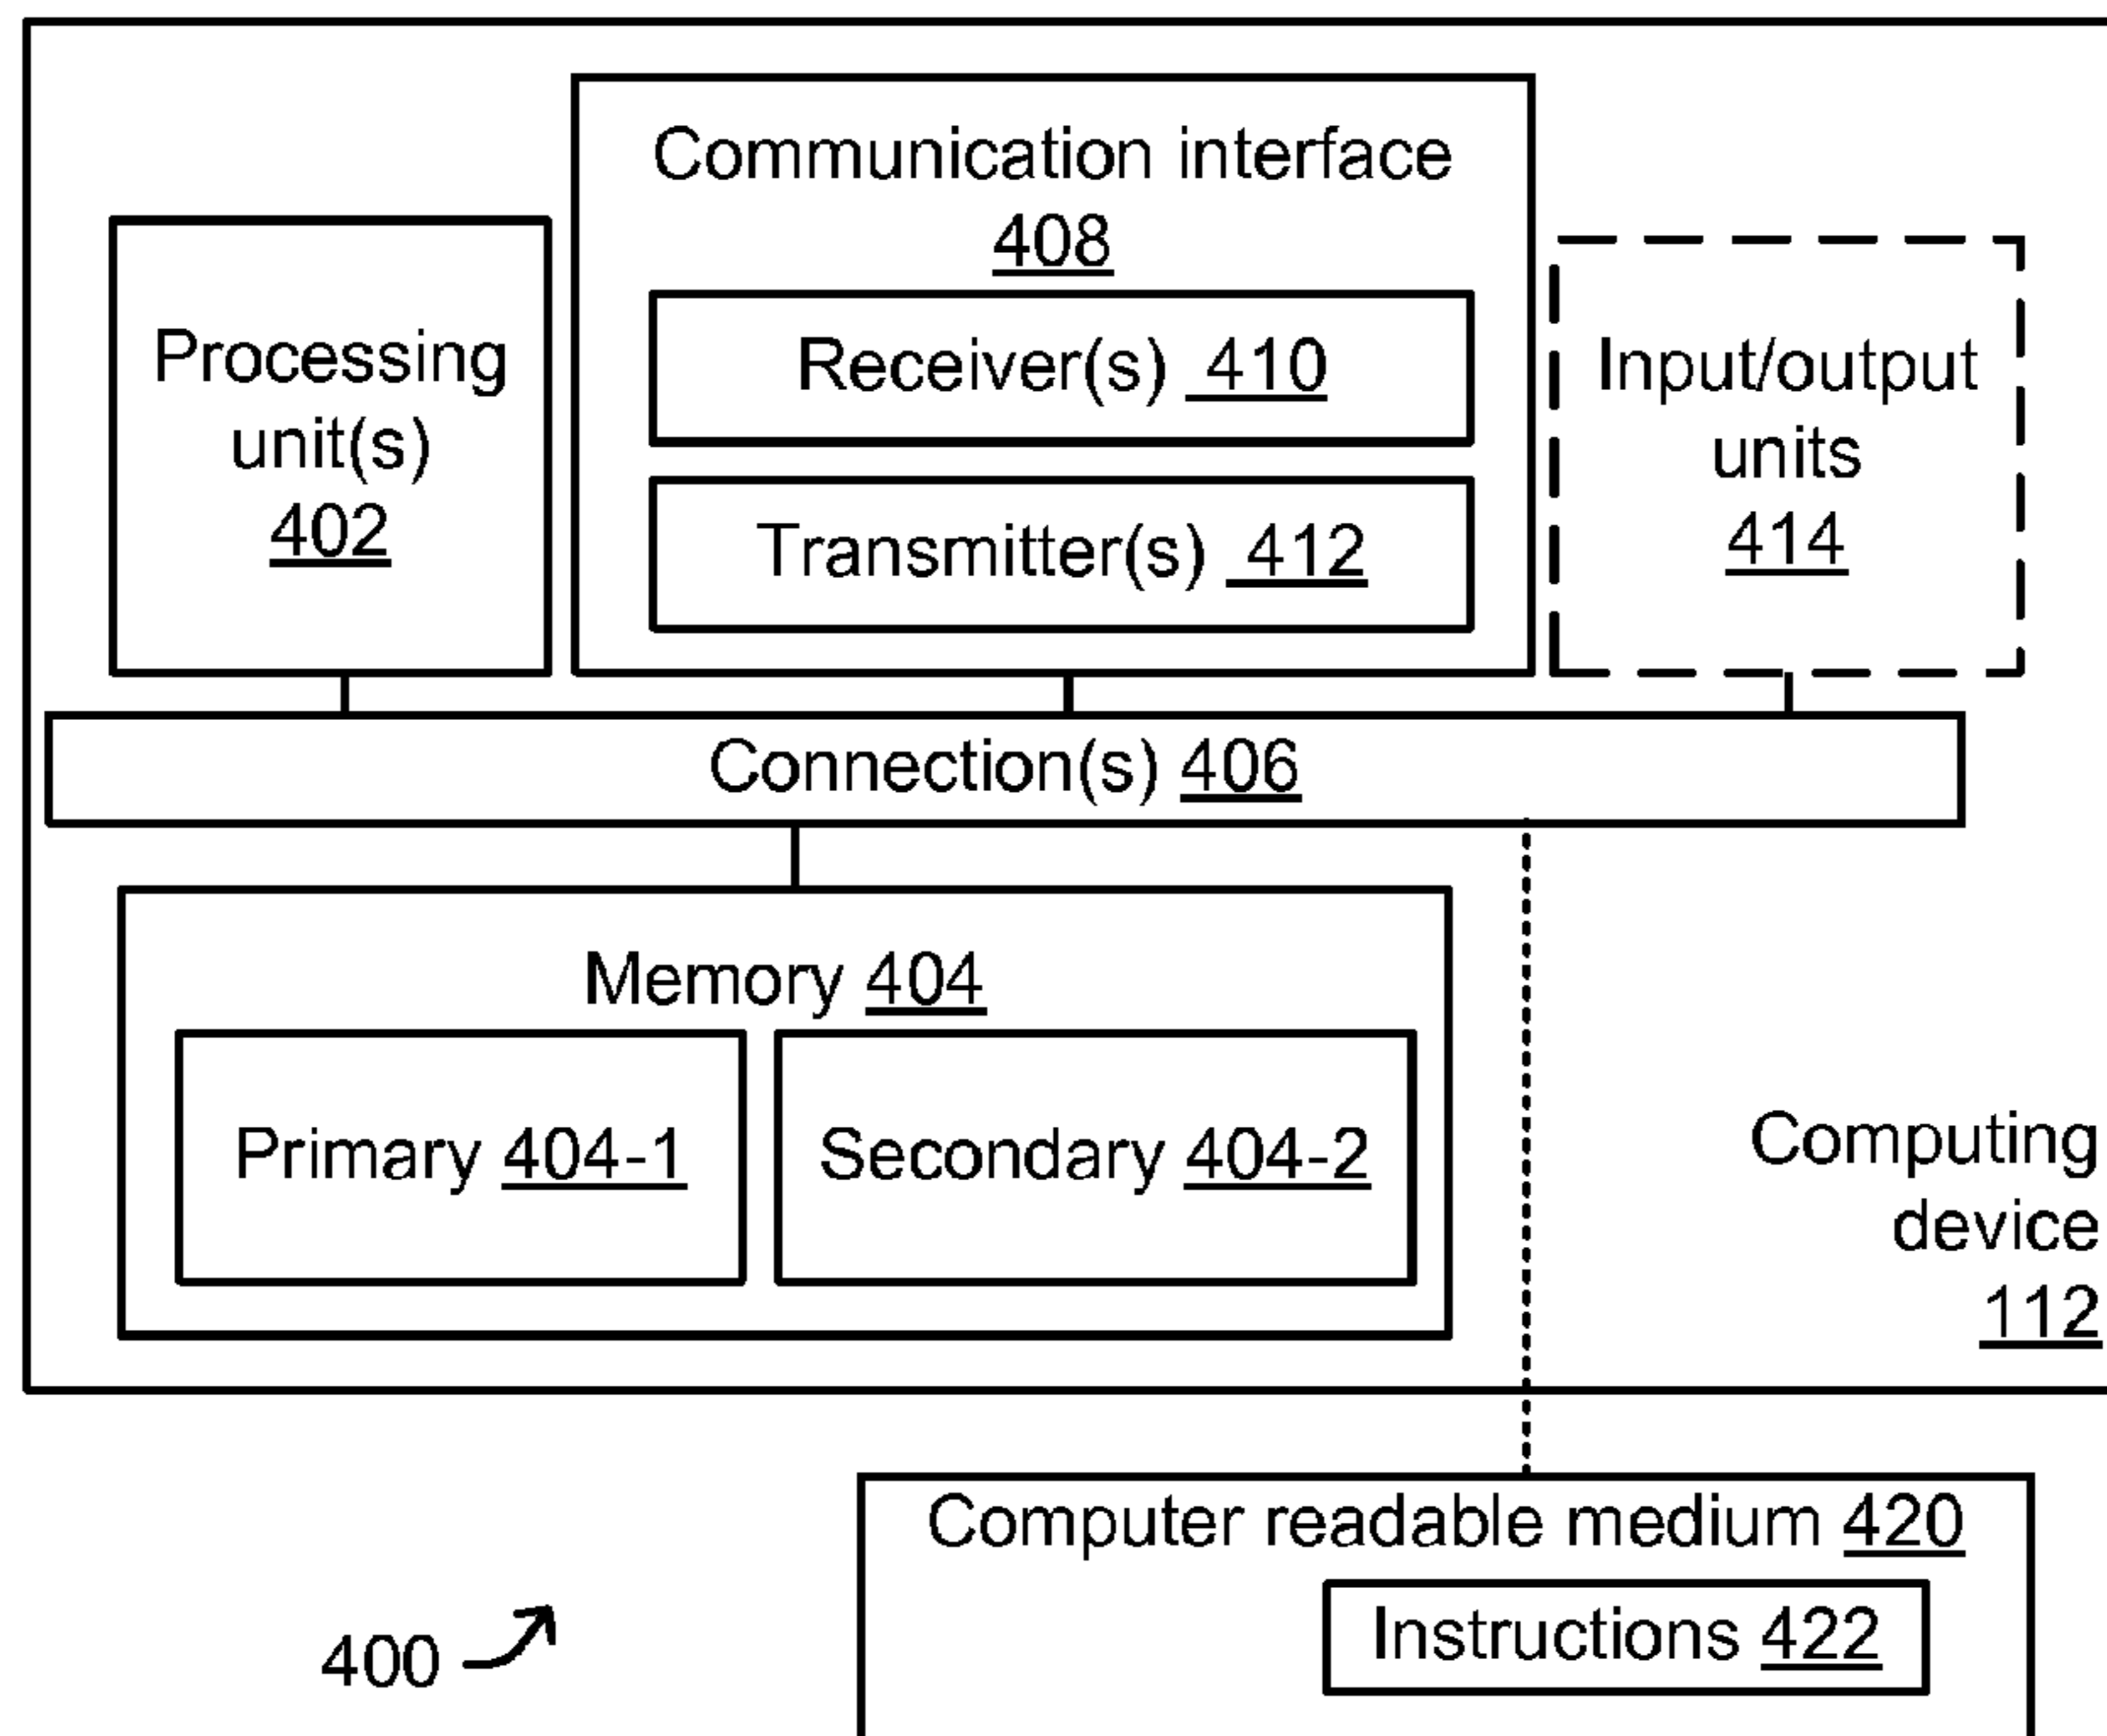 Communication interface
408
Processing
unit(s)
402
Receiver(s) 410
Transmitter(s) 412
Input/output
units
414
Connection(s) 406
Memory 404
Primary 404-1
Secondary 404-2
Computing
device
112
Computer readable medium 420
Instructions 422
400